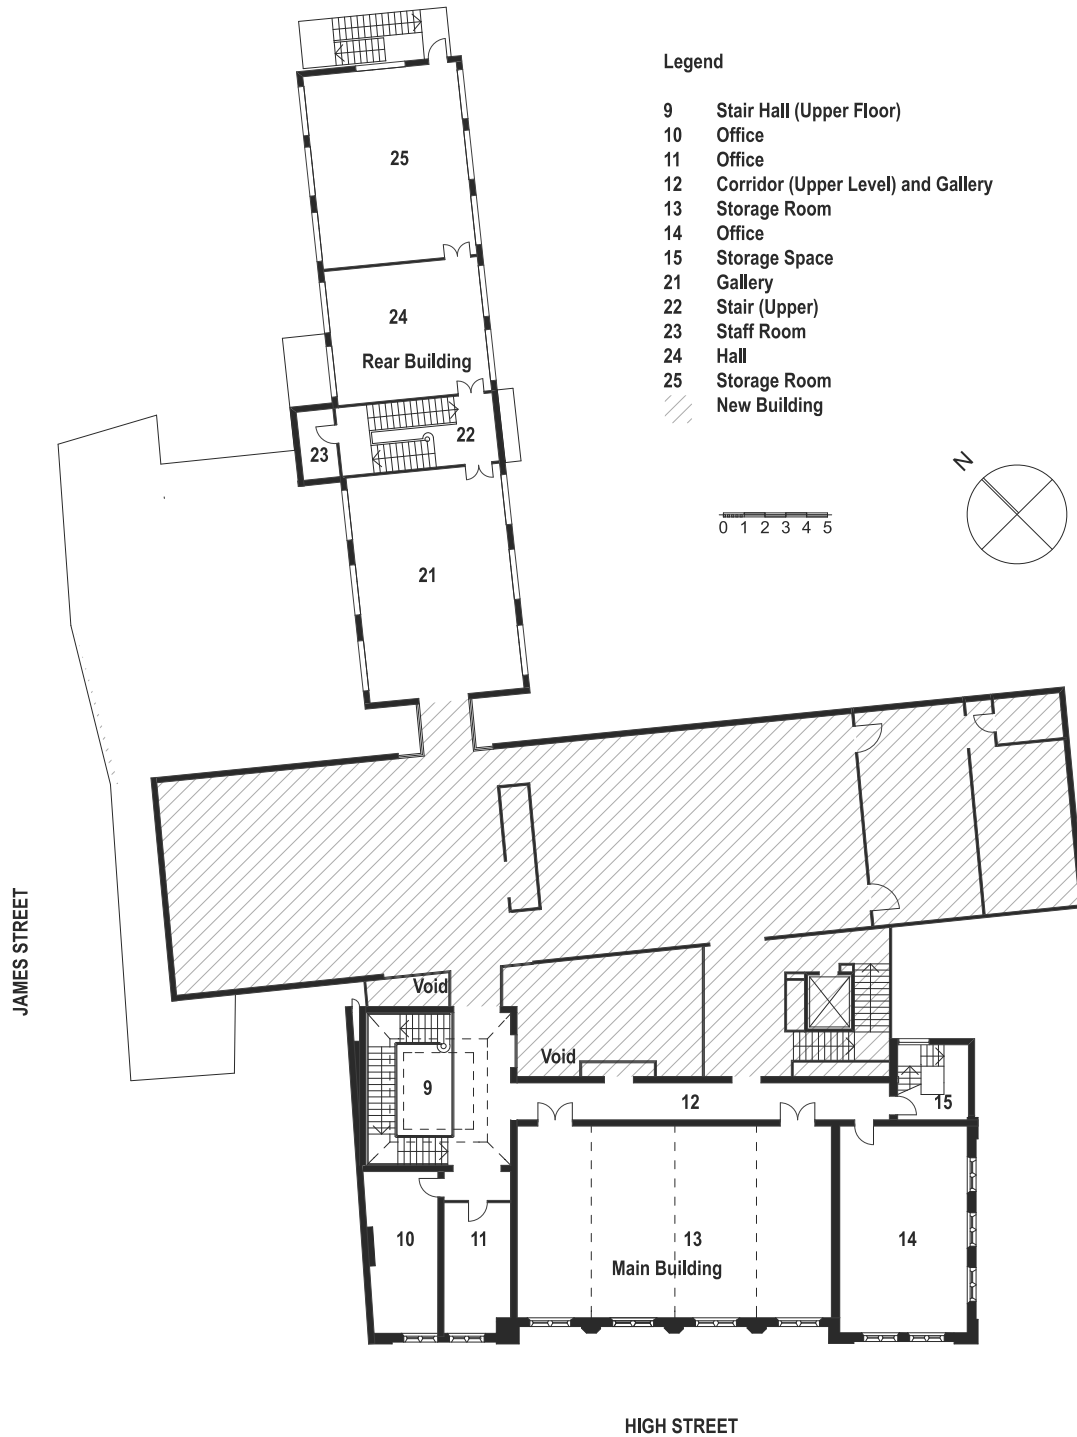 Legend
9 Stair Hall (Upper Floor)
10 Office
11 Office
12 Corridor (Upper Level) and Gallery
13 Storage Room
14 Office
15 Storage Space
21 Gallery
22 Stair (Upper)
23 Staff Room
24 Hall
25 Storage Room
New Building
25
24
Rear Building
22
23
N
0 1 2 3 4 5
21
JAMES STREET
Void
Void
9
12
15
10
11
13
14
Main Building
HIGH STREET